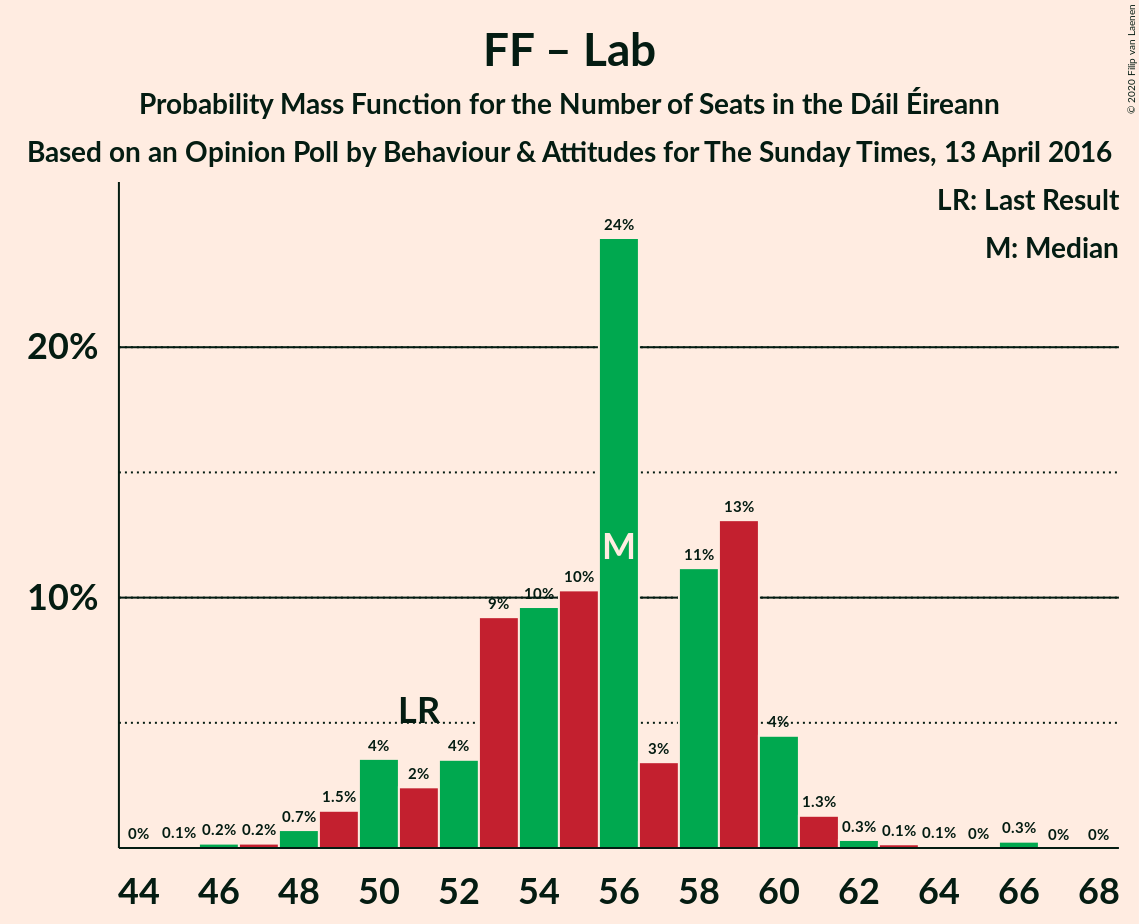 FF – Lab
Probability Mass Function for the Number of Seats in the Dáil Éireann
Based on an Opinion Poll by Behaviour & Attitudes for The Sunday Times, 13 April 2016
© 2020 Filip van Laenen
LR: Last Result
M: Median
20%
10%
0% 0.1% 0.2% 0.2% 0.7% 1.5% 4% 2% 4% 9% 10% 10% 24% 3% 11% 13% 4% 1.3% 0.3% 0.1% 0.1% 0% 0.3% 0% 0%
LR
M
44 46 48 50 52 54 56 58 60 62 64 66 68